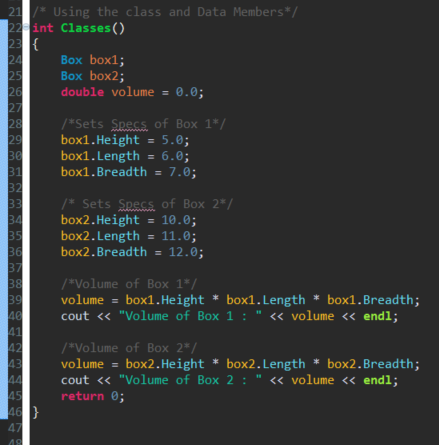 21 /* Using the class and Data Members*/
22 int Classes()
23 {
24 Box box1;
25 Box box2;
26 double volume = 0.0;
27
28 /*Sets Specs of Box 1*/
29 box1.Height = 5.0;
30 box1.Length = 6.0;
31 box1.Breadth = 7.0;
32
33 /* Sets Specs of Box 2*/
34 box2.Height = 10.0;
35 box2.Length = 11.0;
36 box2.Breadth = 12.0;
37
38 /*Volume of Box 1*/
39 volume = box1.Height * box1.Length * box1.Breadth;
40 cout << "Volume of Box 1 : " << volume << endl;
41
42 /*Volume of Box 2*/
43 volume = box2.Height * box2.Length * box2.Breadth;
44 cout << "Volume of Box 2 : " << volume << endl;
45 return 0;
46 }
47
48